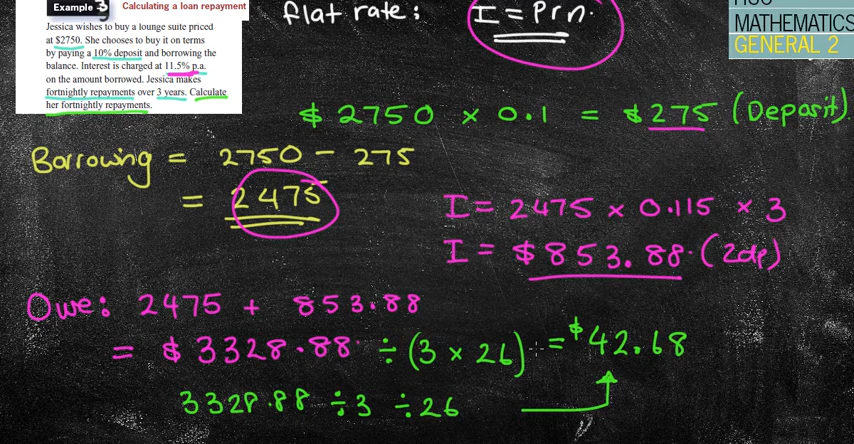 Example 3 Calculating a loan repayment
Jessica wishes to buy a lounge suite priced
at $2750. She chooses to buy it on terms
by paying a 10% deposit and borrowing the
balance. Interest is charged at 11.5% p.a.
on the amount borrowed. Jessica makes
fortnightly repayments over 3 years. Calculate
her fortnightly repayments.
flat rate: I = Prn.
HSC
MATHEMATICS
GENERAL 2
$2750 × 0.1 = $275 (Deposit)
Borrowing = 2750 - 275
= 2475
I = 2475 × 0.115 × 3
I = $853.88 (2dp)
Owe: 2475 + 853.88
= $3328.88 ÷ (3 × 26) = $42.68
3328.88 ÷ 3 ÷ 26